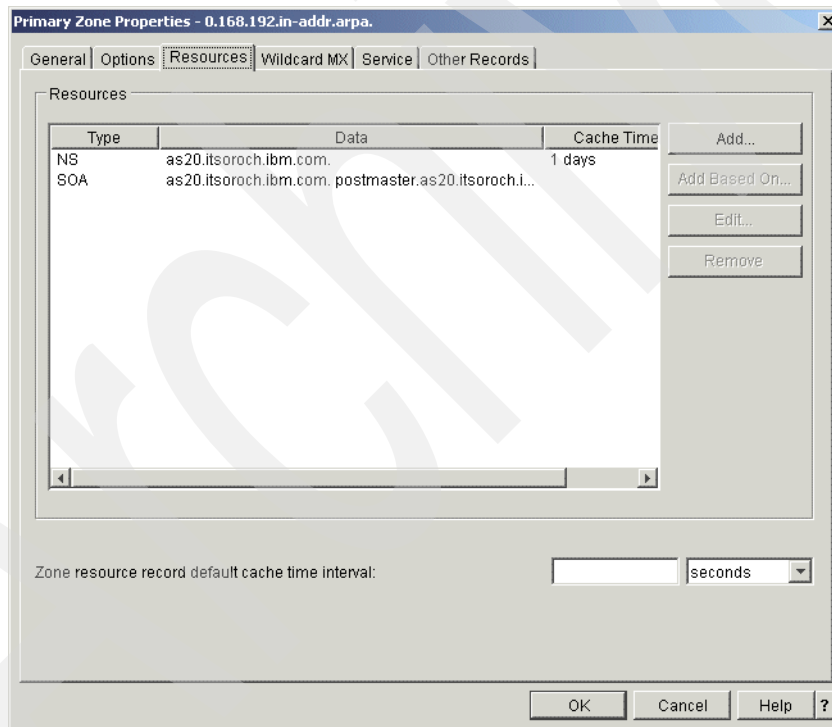 Primary Zone Properties - 0.168.192.in-addr.arpa.
General Options Resources Wildcard MX Service Other Records
Resources
Type Data Cache Time
NS as20.itsoroch.ibm.com. 1 days
SOA as20.itsoroch.ibm.com. postmaster.as20.itsoroch.i...
Add...
Add Based On...
Edit...
Remove
Zone resource record default cache time interval: seconds
OK Cancel Help ?